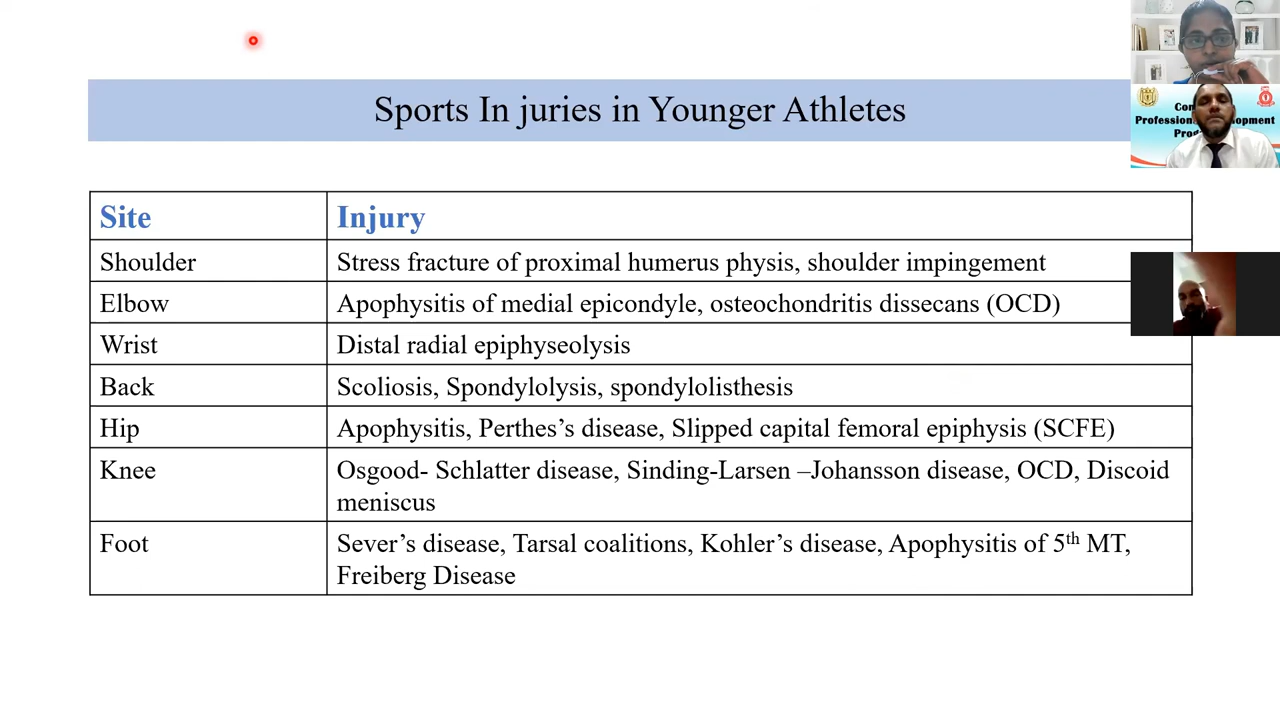 Sports In juries in Younger Athletes
Site Injury
Shoulder Stress fracture of proximal humerus physis, shoulder impingement
Elbow Apophysitis of medial epicondyle, osteochondritis dissecans (OCD)
Wrist Distal radial epiphyseolysis
Back Scoliosis, Spondylolysis, spondylolisthesis
Hip Apophysitis, Perthes’s disease, Slipped capital femoral epiphysis (SCFE)
Knee Osgood- Schlatter disease, Sinding-Larsen –Johansson disease, OCD, Discoid
meniscus
Foot Sever’s disease, Tarsal coalitions, Kohler’s disease, Apophysitis of 5th MT,
Freiberg Disease